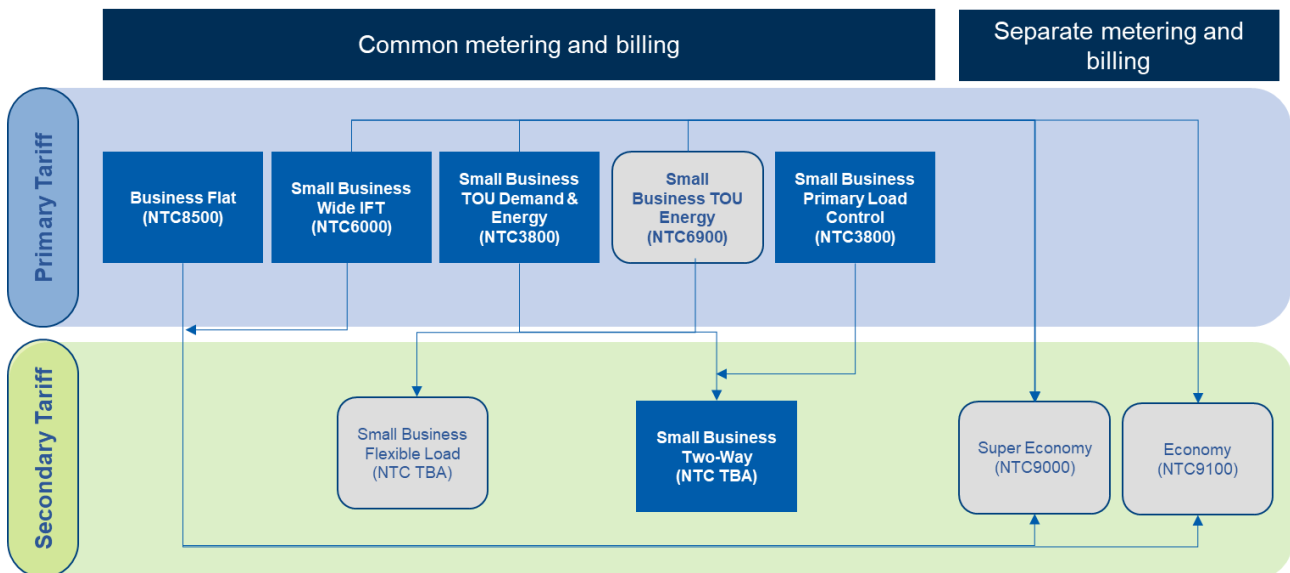 Common metering and billing
Separate metering and
billing
Primary Tariff
Business Flat
(NTC8500)
Small Business
Wide IFT
(NTC6000)
Small Business
TOU Demand &
Energy
(NTC3800)
Small
Business TOU
Energy
(NTC6900)
Small Business
Primary Load
Control
(NTC3800)
Secondary Tariff
Small Business
Flexible Load
(NTC TBA)
Small Business
Two-Way
(NTC TBA)
Super Economy
(NTC9000)
Economy
(NTC9100)